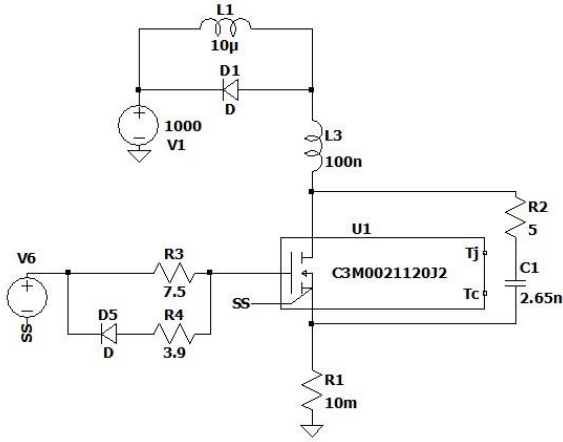 L1
10µ
D1
D
1000
V1
L3
100n
R2
5
U1
Tj
C3M0021120J2
Tc
C1
2.65n
V6
R3
7.5
SS
D5
R4
D
3.9
SS
R1
10m